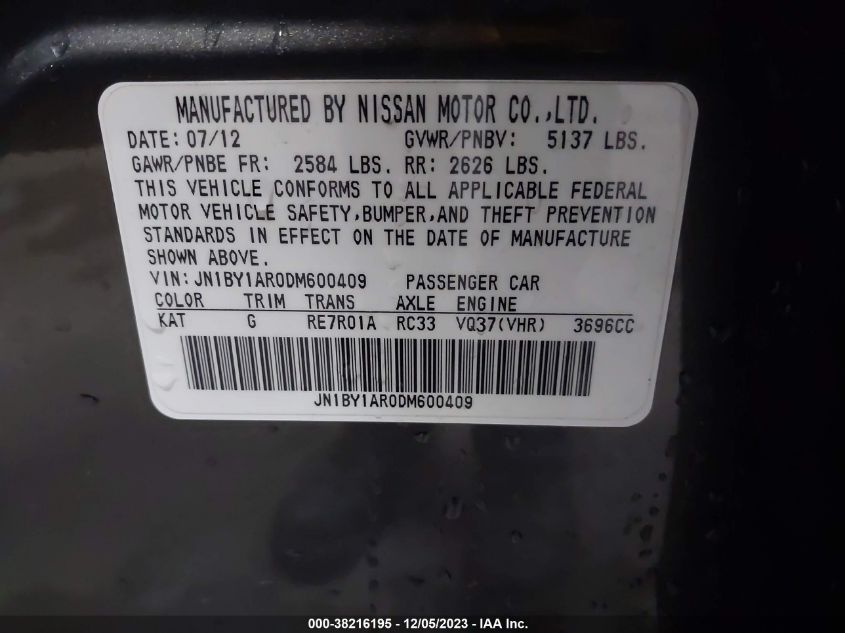 MANUFACTURED BY NISSAN MOTOR CO.,LTD.
DATE: 07/12 GVWR/PNBV: 5137 LBS.
GAWR/PNBE FR: 2584 LBS. RR: 2626 LBS.
THIS VEHICLE CONFORMS TO ALL APPLICABLE FEDERAL
MOTOR VEHICLE SAFETY,BUMPER,AND THEFT PREVENTION
STANDARDS IN EFFECT ON THE DATE OF MANUFACTURE
SHOWN ABOVE.
VIN: JN1BY1AR0DM600409 PASSENGER CAR
COLOR TRIM TRANS AXLE ENGINE
KAT G RE7R01A RC33 VQ37(VHR) 3696CC
JN1BY1AR0DM600409
000-38216195 - 12/05/2023 - IAA Inc.